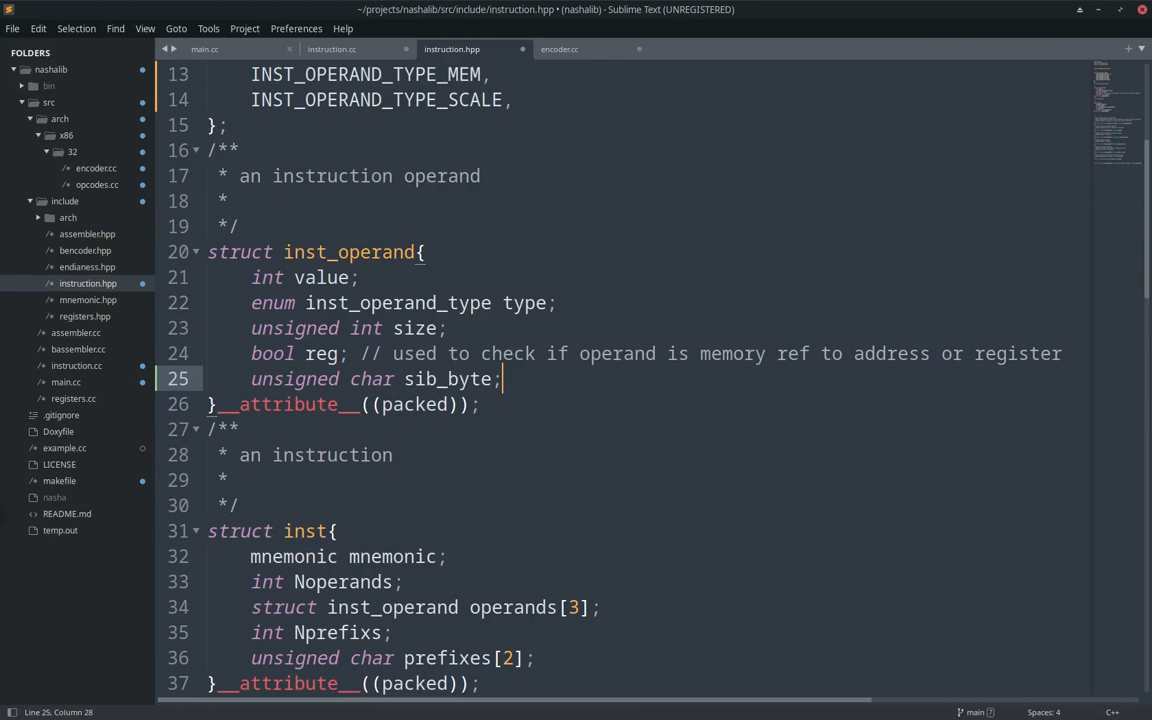 ~/projects/nashalib/src/include/instruction.hpp • (nashalib) - Sublime Text (UNREGISTERED)
File Edit Selection Find View Goto Tools Project Preferences Help
FOLDERS
nashalib
bin
src
arch
x86
32
encoder.cc
opcodes.cc
include
arch
assembler.hpp
bencoder.hpp
endianess.hpp
instruction.hpp
mnemonic.hpp
registers.hpp
assembler.cc
bassembler.cc
instruction.cc
main.cc
registers.cc
.gitignore
Doxyfile
example.cc
LICENSE
makefile
nasha
README.md
temp.out
main.cc instruction.cc instruction.hpp encoder.cc
13 INST_OPERAND_TYPE_MEM,
14 INST_OPERAND_TYPE_SCALE,
15 };
16 /**
17 * an instruction operand
18 *
19 */
20 struct inst_operand{
21 int value;
22 enum inst_operand_type type;
23 unsigned int size;
24 bool reg; // used to check if operand is memory ref to address or register
25 unsigned char sib_byte;
26 }__attribute__((packed));
27 /**
28 * an instruction
29 *
30 */
31 struct inst{
32 mnemonic mnemonic;
33 int Noperands;
34 struct inst_operand operands[3];
35 int Nprefixs;
36 unsigned char prefixes[2];
37 }__attribute__((packed));
Line 25, Column 28 main ? Spaces: 4 C++